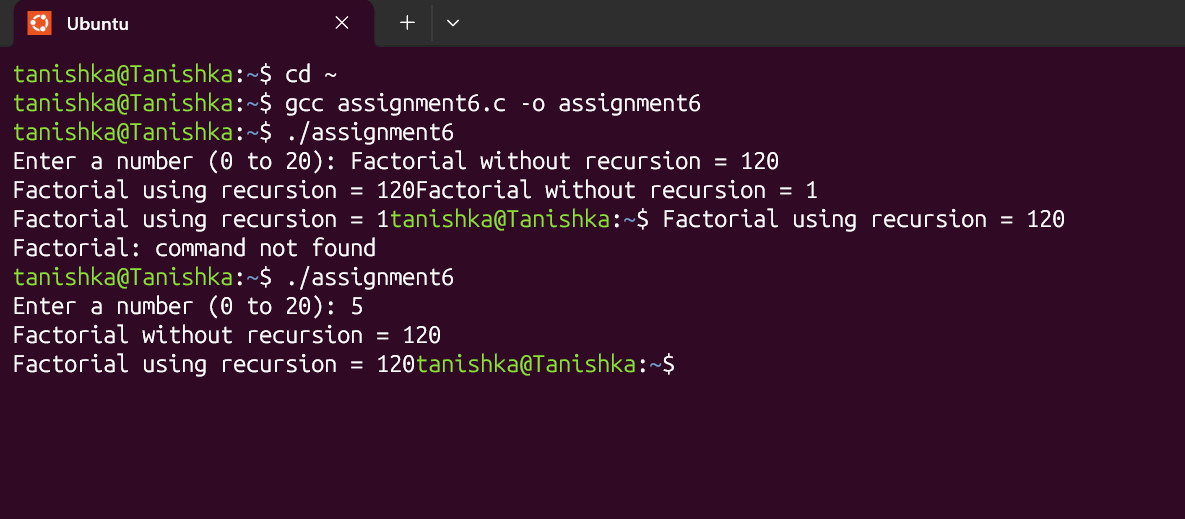 Ubuntu
tanishka@Tanishka:~$ cd ~
tanishka@Tanishka:~$ gcc assignment6.c -o assignment6
tanishka@Tanishka:~$ ./assignment6
Enter a number (0 to 20): Factorial without recursion = 120
Factorial using recursion = 120Factorial without recursion = 1
Factorial using recursion = 1tanishka@Tanishka:~$ Factorial using recursion = 120
Factorial: command not found
tanishka@Tanishka:~$ ./assignment6
Enter a number (0 to 20): 5
Factorial without recursion = 120
Factorial using recursion = 120tanishka@Tanishka:~$